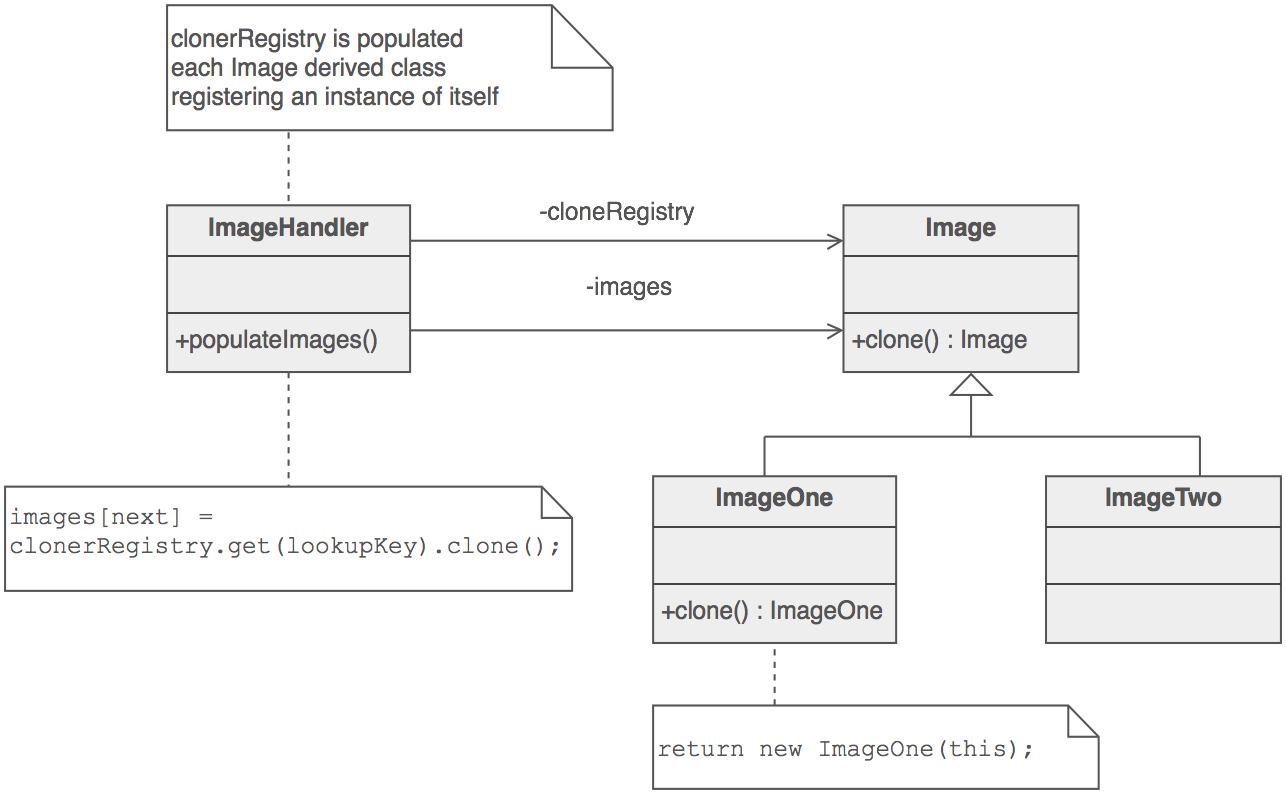 clonerRegistry is populated
each Image derived class
registering an instance of itself
ImageHandler
+populateImages()
-cloneRegistry
-images
Image
+clone() : Image
images[next] =
clonerRegistry.get(lookupKey).clone();
ImageOne
+clone() : ImageOne
ImageTwo
return new ImageOne(this);